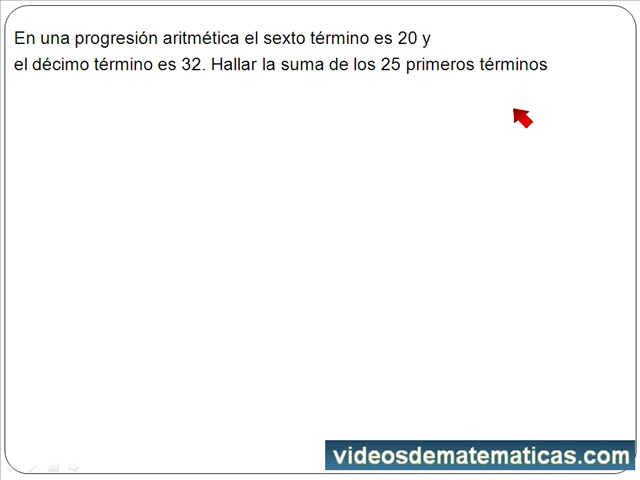 En una progresión aritmética el sexto término es 20 y
el décimo término es 32. Hallar la suma de los 25 primeros términos
videosdematematicas.com